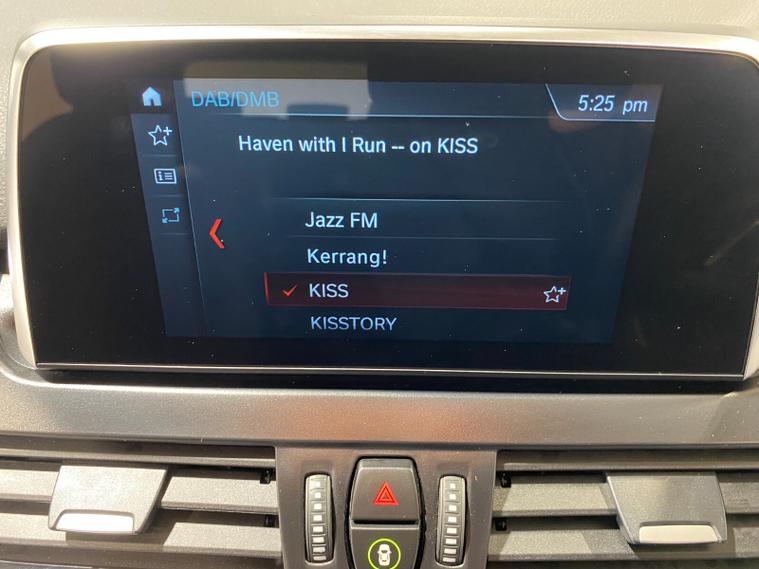 DAB/DMB
5:25 pm
Haven with I Run -- on KISS
Jazz FM
Kerrang!
KISS
KISSTORY